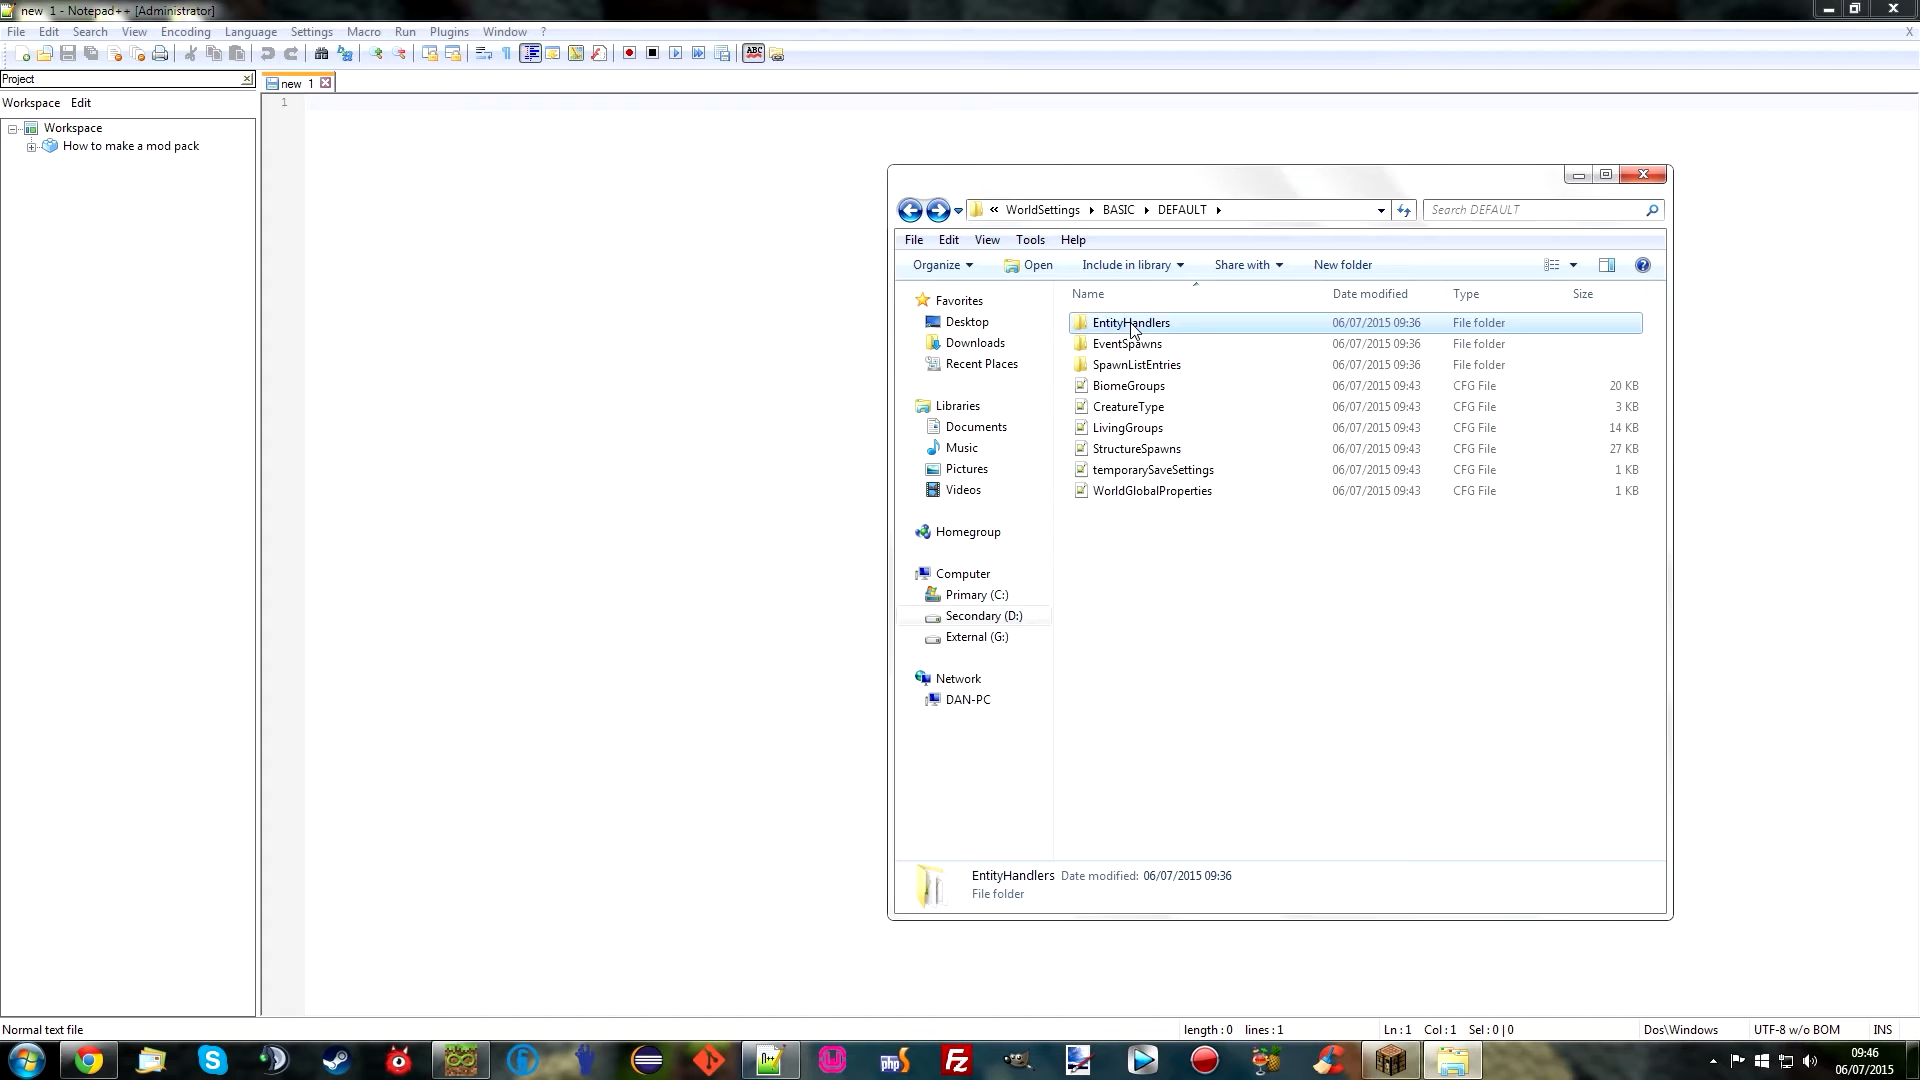 new  1 - Notepad++ [Administrator]
File Edit Search View Encoding Language Settings Macro Run Plugins Window ? X
ABC
Project
new 1
Workspace Edit
1
Workspace
How to make a mod pack
« WorldSettings BASIC DEFAULT
Search DEFAULT
File Edit View Tools Help
Organize Open Include in library Share with New folder
Name Date modified Type Size
Favorites
Desktop
Downloads
Recent Places
Libraries
Documents
Music
Pictures
Videos
Homegroup
Computer
Primary (C:)
Secondary (D:)
External (G:)
Network
DAN-PC
EntityHandlers 06/07/2015 09:36 File folder
EventSpawns 06/07/2015 09:36 File folder
SpawnListEntries 06/07/2015 09:36 File folder
BiomeGroups 06/07/2015 09:43 CFG File 20 KB
CreatureType 06/07/2015 09:43 CFG File 3 KB
LivingGroups 06/07/2015 09:43 CFG File 14 KB
StructureSpawns 06/07/2015 09:43 CFG File 27 KB
temporarySaveSettings 06/07/2015 09:43 CFG File 1 KB
WorldGlobalProperties 06/07/2015 09:43 CFG File 1 KB
EntityHandlers Date modified: 06/07/2015 09:36
File folder
Normal text file length : 0 lines : 1 Ln : 1 Col : 1 Sel : 0 | 0 Dos\Windows UTF-8 w/o BOM INS
php
Fz
09:46
06/07/2015